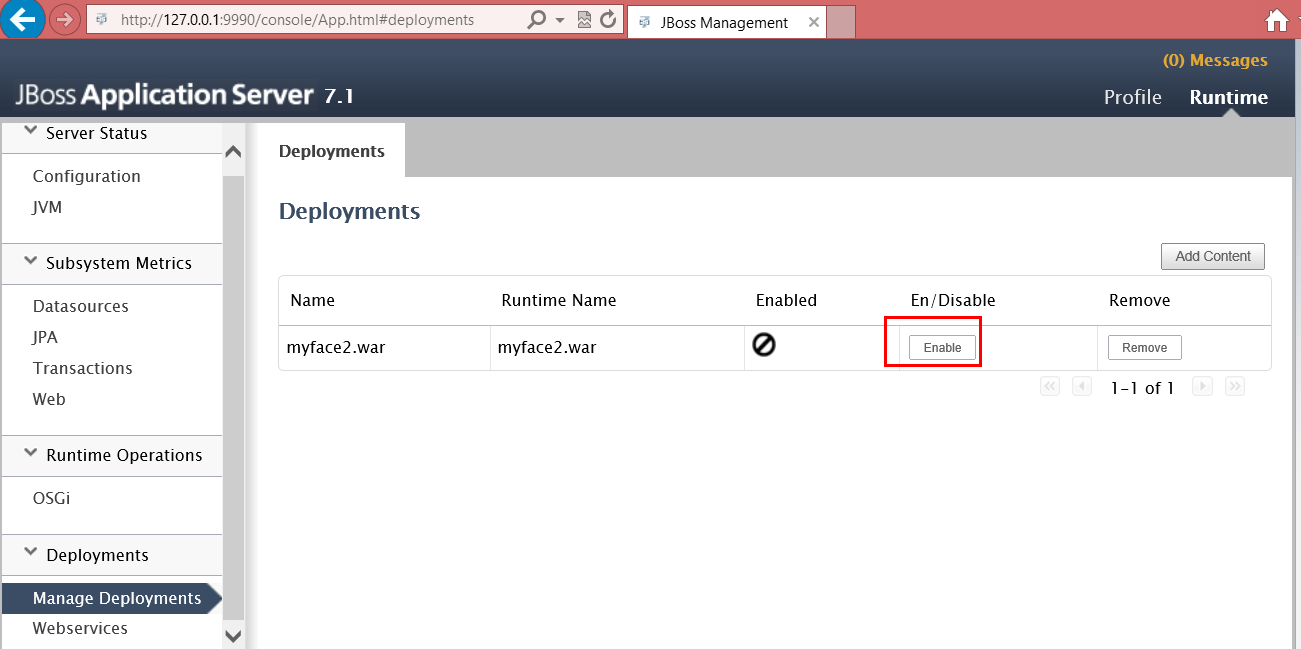 http://127.0.0.1:9990/console/App.html#deployments
JBoss Management
(0) Messages
JBoss Application Server 7.1
Profile Runtime
Server Status
Configuration
JVM
Subsystem Metrics
Datasources
JPA
Transactions
Web
Runtime Operations
OSGi
Deployments
Manage Deployments
Webservices
Deployments
Deployments
Add Content
Name Runtime Name Enabled En/Disable Remove
myface2.war myface2.war Enable Remove
1-1 of 1